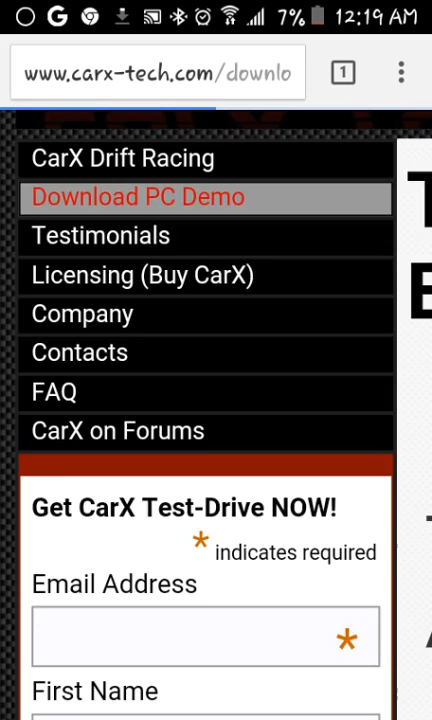 7% 12:19 AM
www.carx-tech.com/downlo
1
CarX Drift Racing
Download PC Demo
Testimonials
Licensing (Buy CarX)
Company
Contacts
FAQ
CarX on Forums
Get CarX Test-Drive NOW!
* indicates required
Email Address
*
First Name